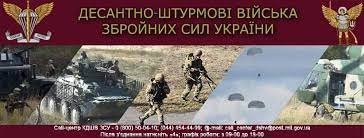 ДЕСАНТНО-ШТУРМОВІ ВІЙСЬКА
ЗБРОЙНИХ СИЛ УКРАЇНИ
Call-центр КДШВ ЗСУ - 0 (800) 50-04-10; (044) 454-44-99; @-mail: call_center_dshv@post.mil.gov.ua
Після з'єднання натисніть «4»; графік роботи: з 09-00 до 18-00